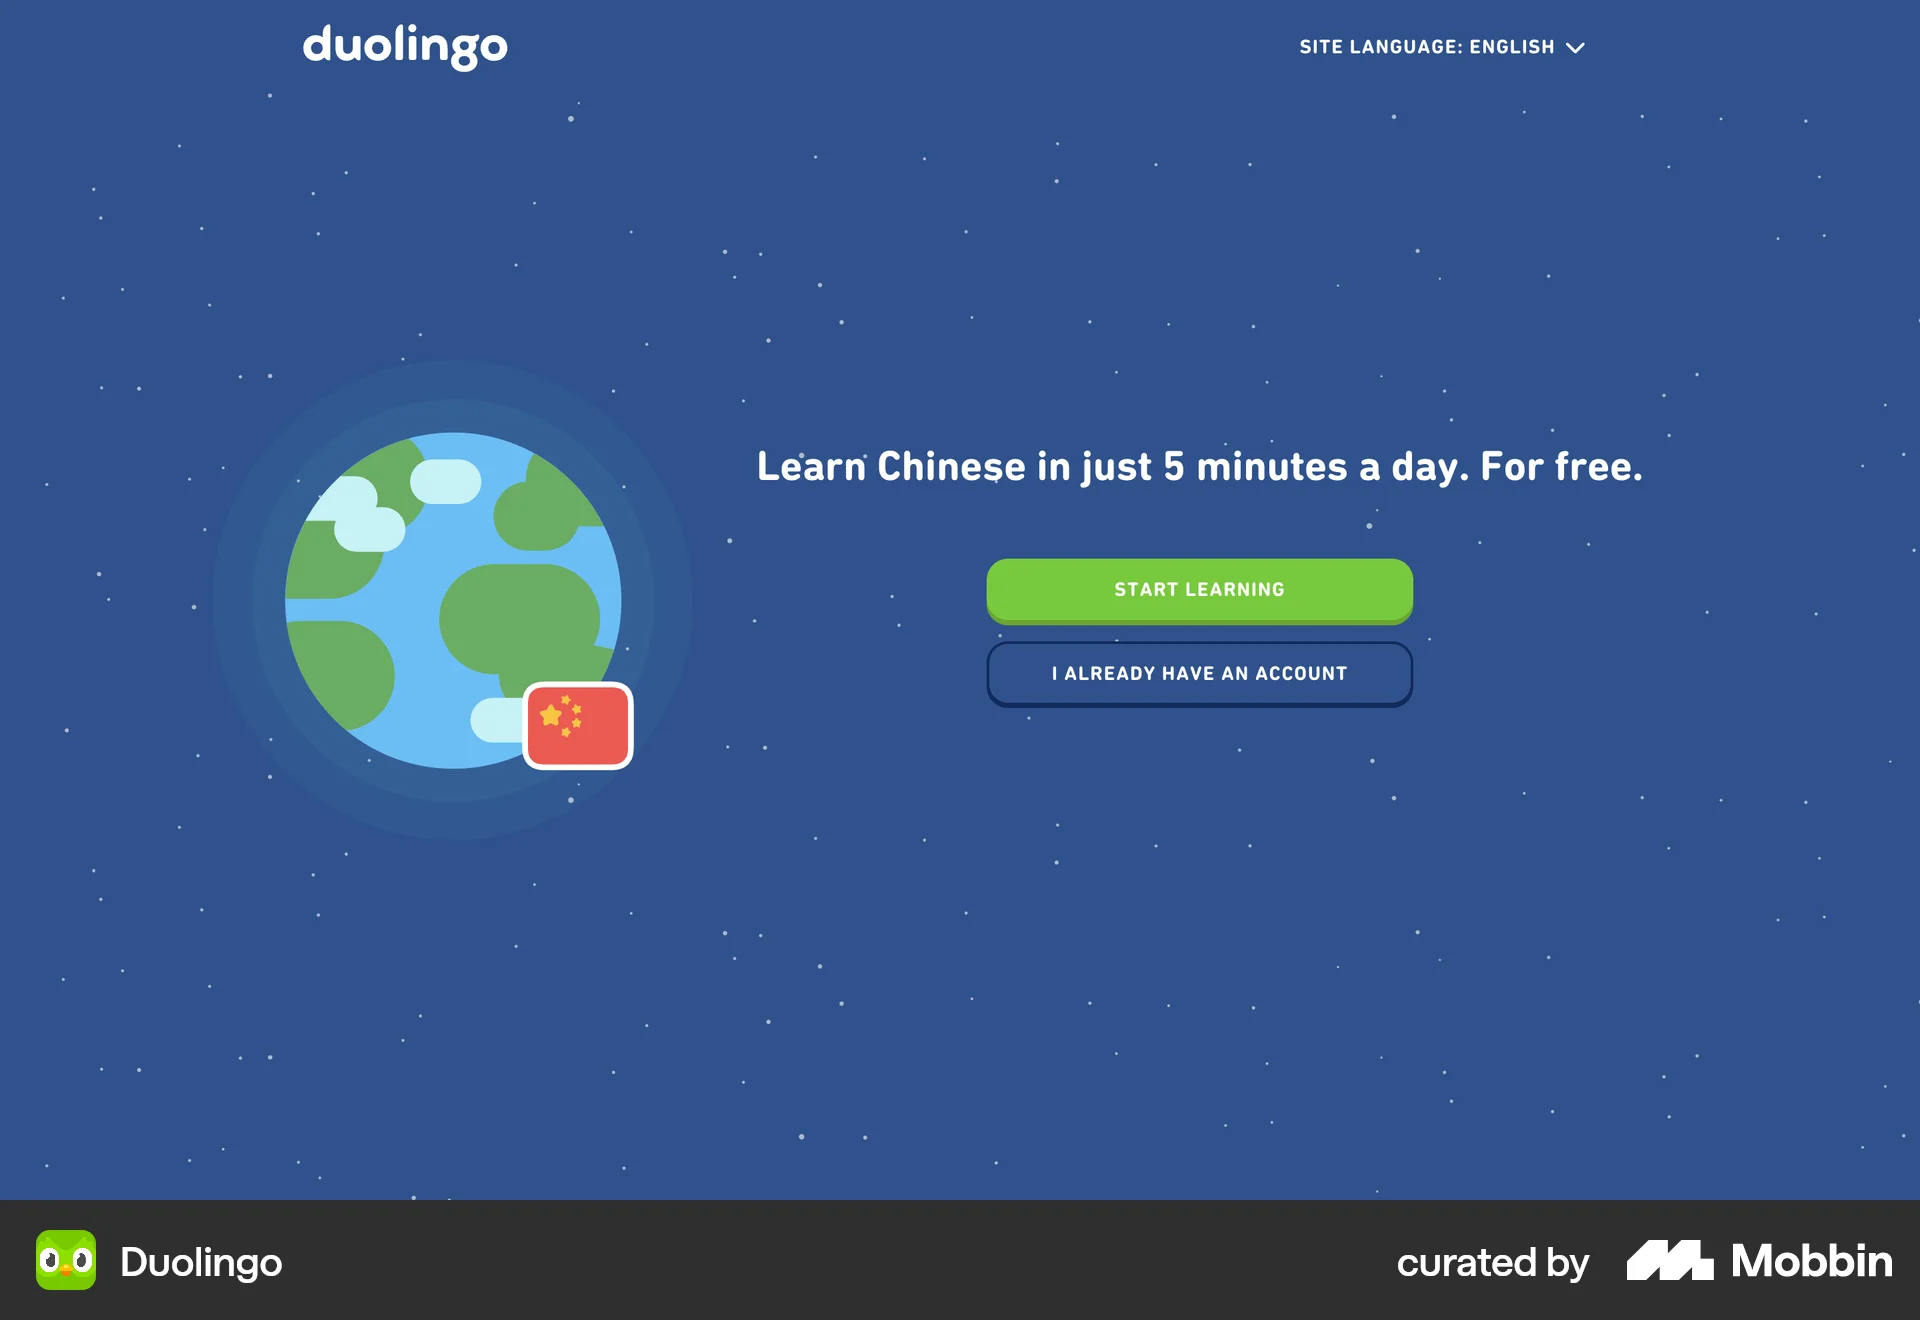 duolingo
SITE LANGUAGE: ENGLISH
Learn Chinese in just 5 minutes a day. For free.
START LEARNING
I ALREADY HAVE AN ACCOUNT
Duolingo
curated by Mobbin